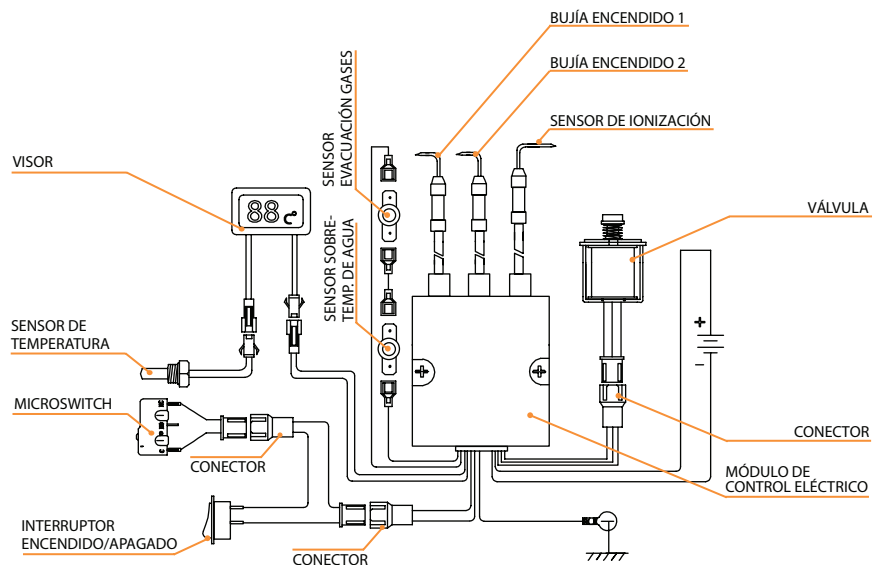 BUJÍA ENCENDIDO 1
BUJÍA ENCENDIDO 2
SENSOR DE IONIZACIÓN
SENSOR
EVACUACIÓN GASES
VISOR
88
VÁLVULA
SENSOR SOBRE-
TEMP. DE AGUA
SENSOR DE
TEMPERATURA
+
−
MICROSWITCH
CONECTOR
CONECTOR
MÓDULO DE
CONTROL ELÉCTRICO
INTERRUPTOR
ENCENDIDO/APAGADO
CONECTOR